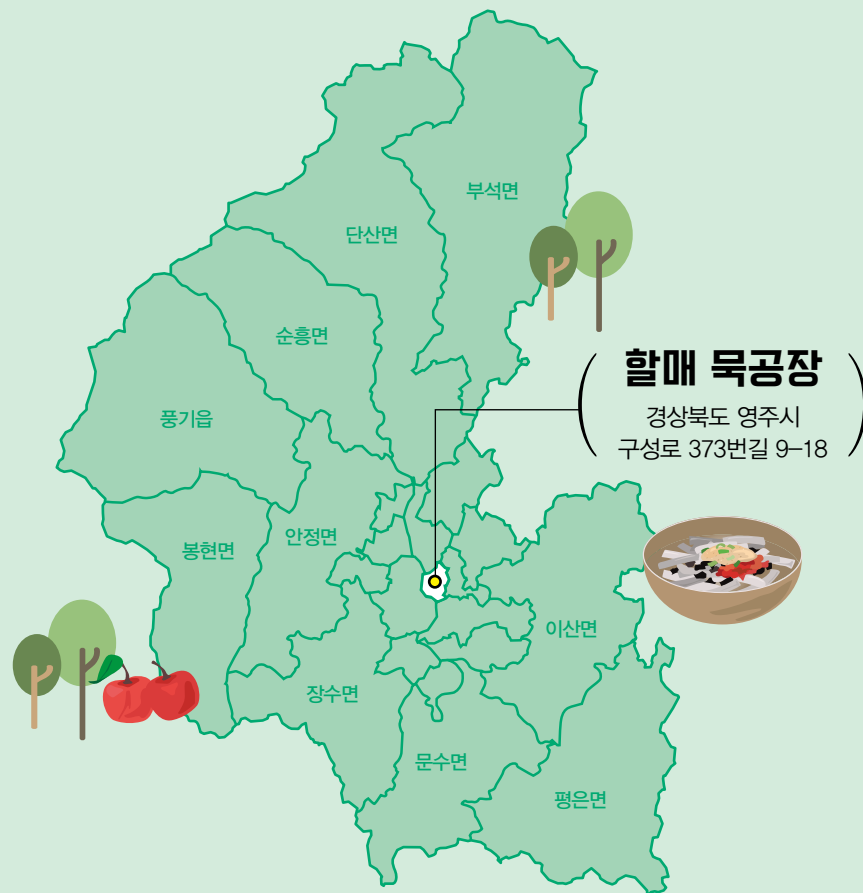 부석면
단산면
순흥면
할매 묵공장
경상북도 영주시
구성로 373번길 9-18
풍기읍
안정면
봉현면
이산면
장수면
문수면
평은면